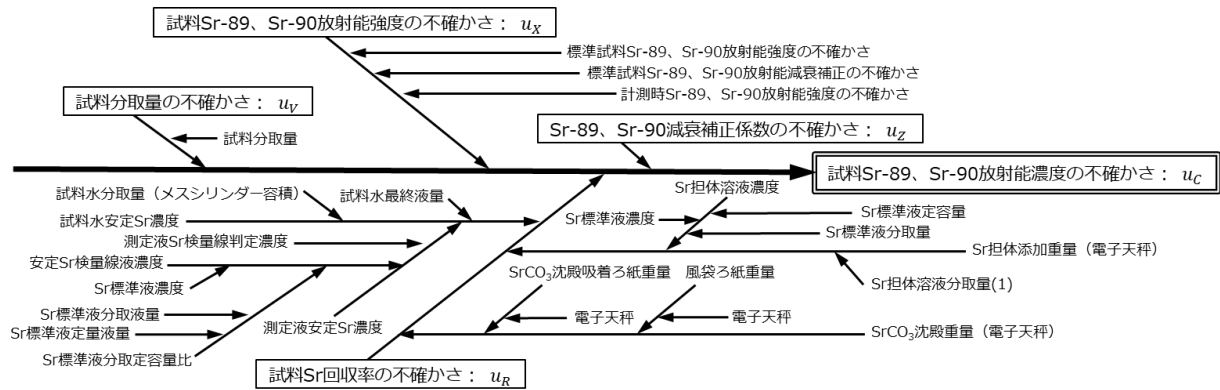 試料Sr-89、Sr-90放射能強度の不確かさ： uX
標準試料Sr-89、Sr-90放射能強度の不確かさ
標準試料Sr-89、Sr-90放射能減衰補正の不確かさ
計測時Sr-89、Sr-90放射能強度の不確かさ
試料分取量の不確かさ： uV
試料分取量
Sr-89、Sr-90減衰補正係数の不確かさ： uZ
試料Sr-89、Sr-90放射能濃度の不確かさ： uC
試料水分取量（メスシリンダー容積）
試料水最終液量
試料水安定Sr濃度
測定液Sr検量線判定濃度
安定Sr検量線液濃度
Sr標準液濃度
Sr標準液分取液量
Sr標準液定量液量
Sr標準液分取定容量比
測定液安定Sr濃度
Sr担体溶液濃度
Sr標準液濃度
Sr標準液定容量
Sr標準液分取量
Sr担体添加重量（電子天秤）
Sr担体溶液分取量(1)
SrCO3沈殿吸着ろ紙重量
風袋ろ紙重量
電子天秤
電子天秤
SrCO3沈殿重量（電子天秤）
試料Sr回収率の不確かさ： uR